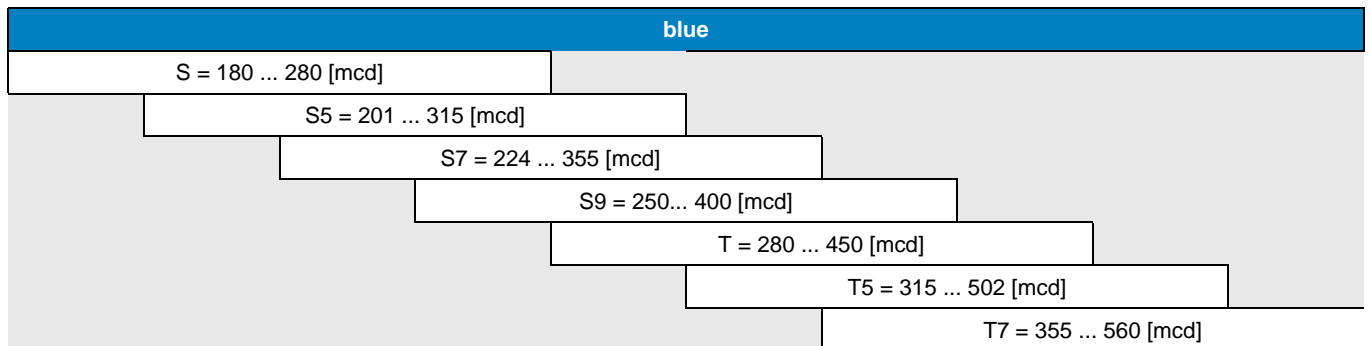 blue
S = 180 ... 280 [mcd]
S5 = 201 ... 315 [mcd]
S7 = 224 ... 355 [mcd]
S9 = 250... 400 [mcd]
T = 280 ... 450 [mcd]
T5 = 315 ... 502 [mcd]
T7 = 355 ... 560 [mcd]